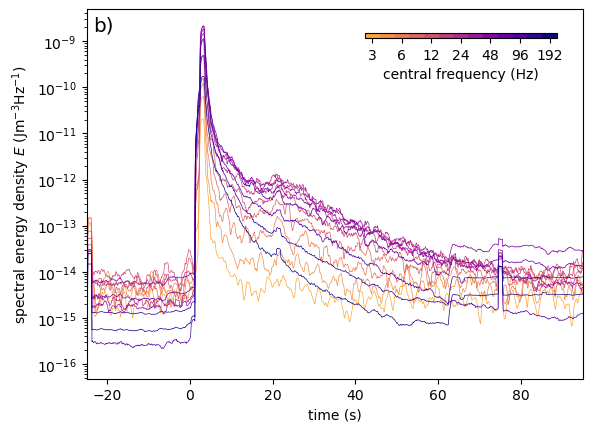 b)
3 6 12 24 48 96 192
central frequency (Hz)
spectral energy density E (Jm⁻³Hz⁻¹)
10⁻⁹
10⁻¹⁰
10⁻¹¹
10⁻¹²
10⁻¹³
10⁻¹⁴
10⁻¹⁵
10⁻¹⁶
−20 0 20 40 60 80
time (s)